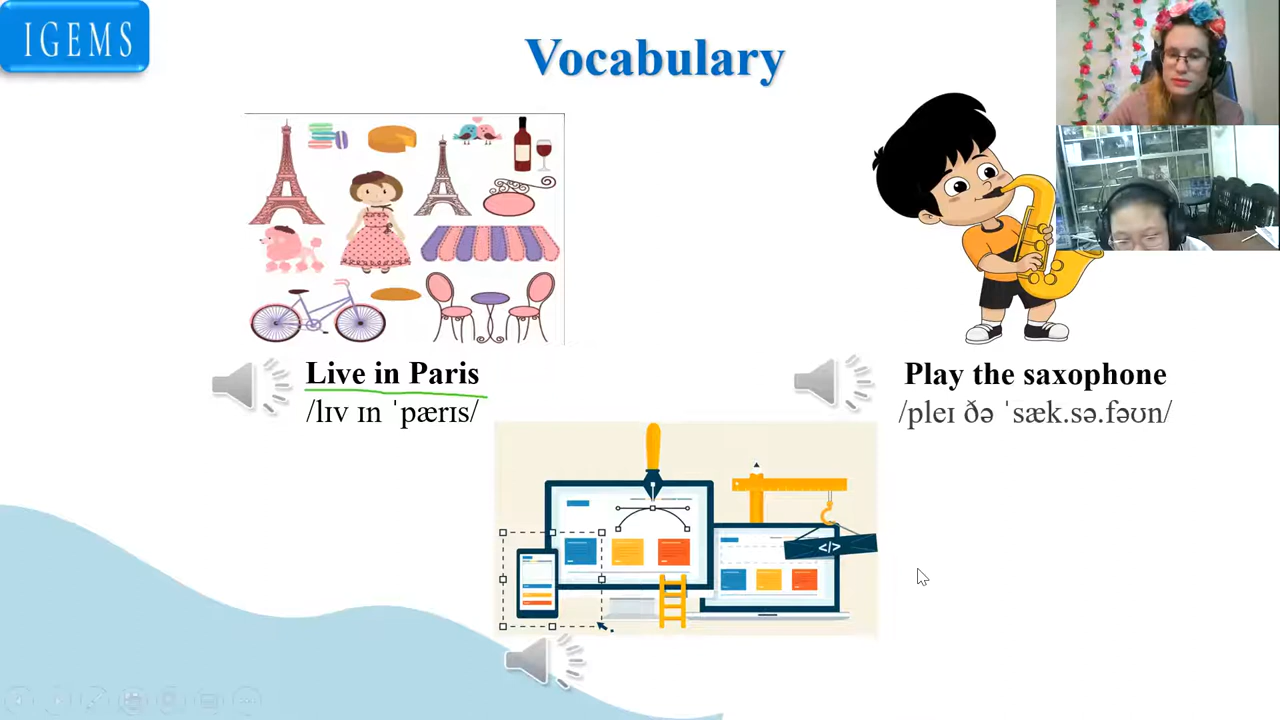 IGEMS
Vocabulary
Live in Paris
/lɪv ɪn ˈpærɪs/
Play the saxophone
/pleɪ ðə ˈsæk.sə.fəʊn/
</>